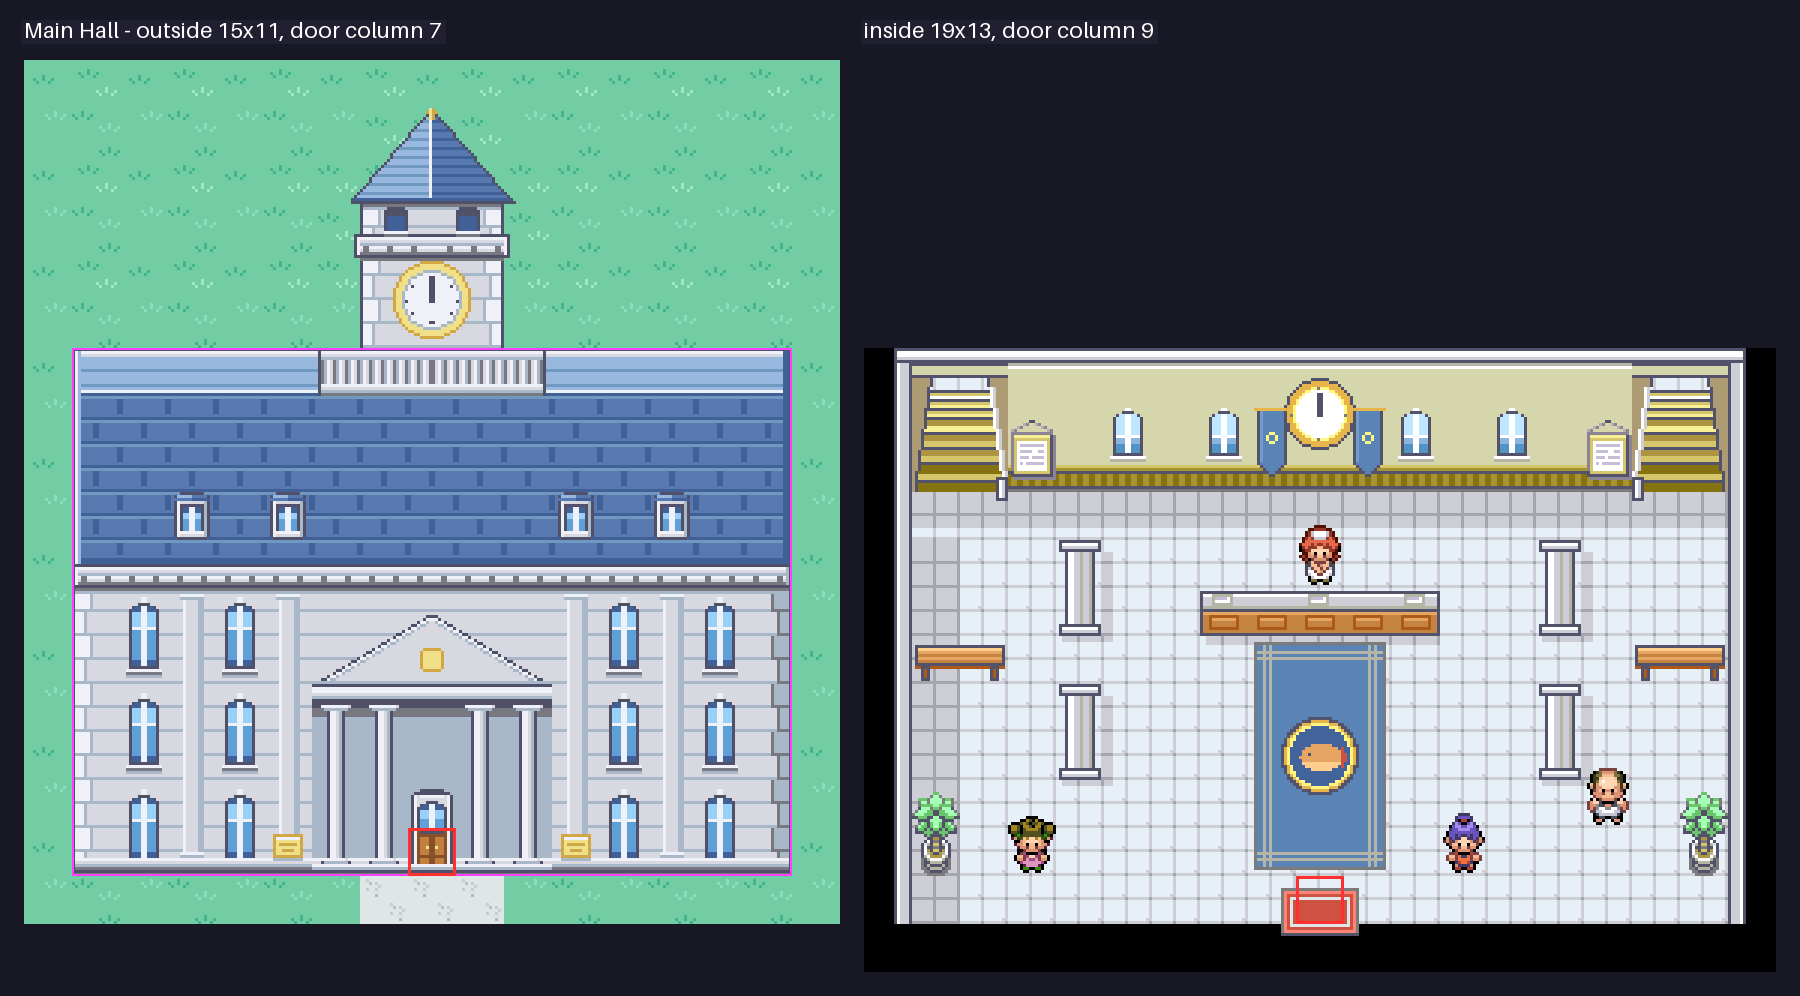 Main Hall - outside 15x11, door column 7
inside 19x13, door column 9